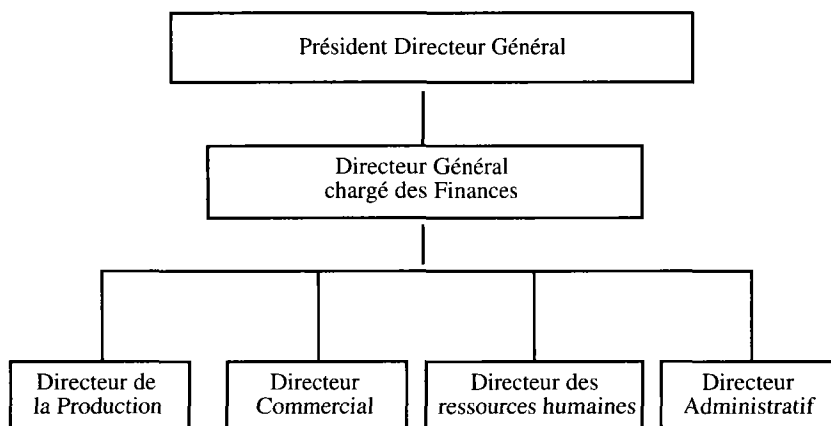 Président Directeur Général
Directeur Général
chargé des Finances
Directeur de
la Production
Directeur
Commercial
Directeur des
ressources humaines
Directeur
Administratif